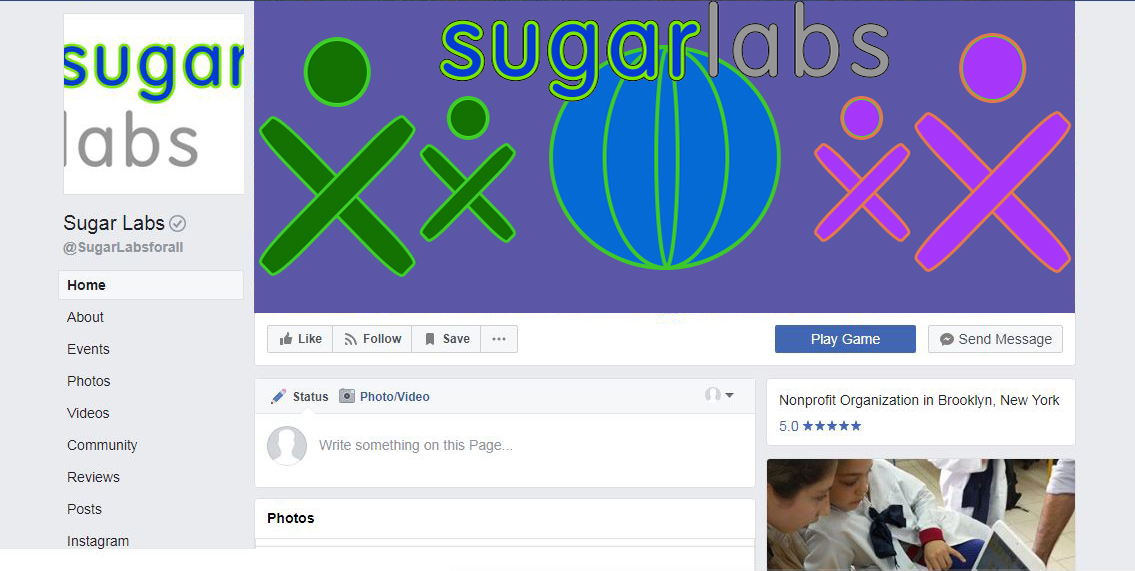 sugar
labs
sugarlabs
Sugar Labs
@SugarLabsforall
Home
About
Events
Photos
Videos
Community
Reviews
Posts
Instagram
Like
Follow
Save
Play Game
Send Message
Status
Photo/Video
Write something on this Page...
Photos
Nonprofit Organization in Brooklyn, New York
5.0